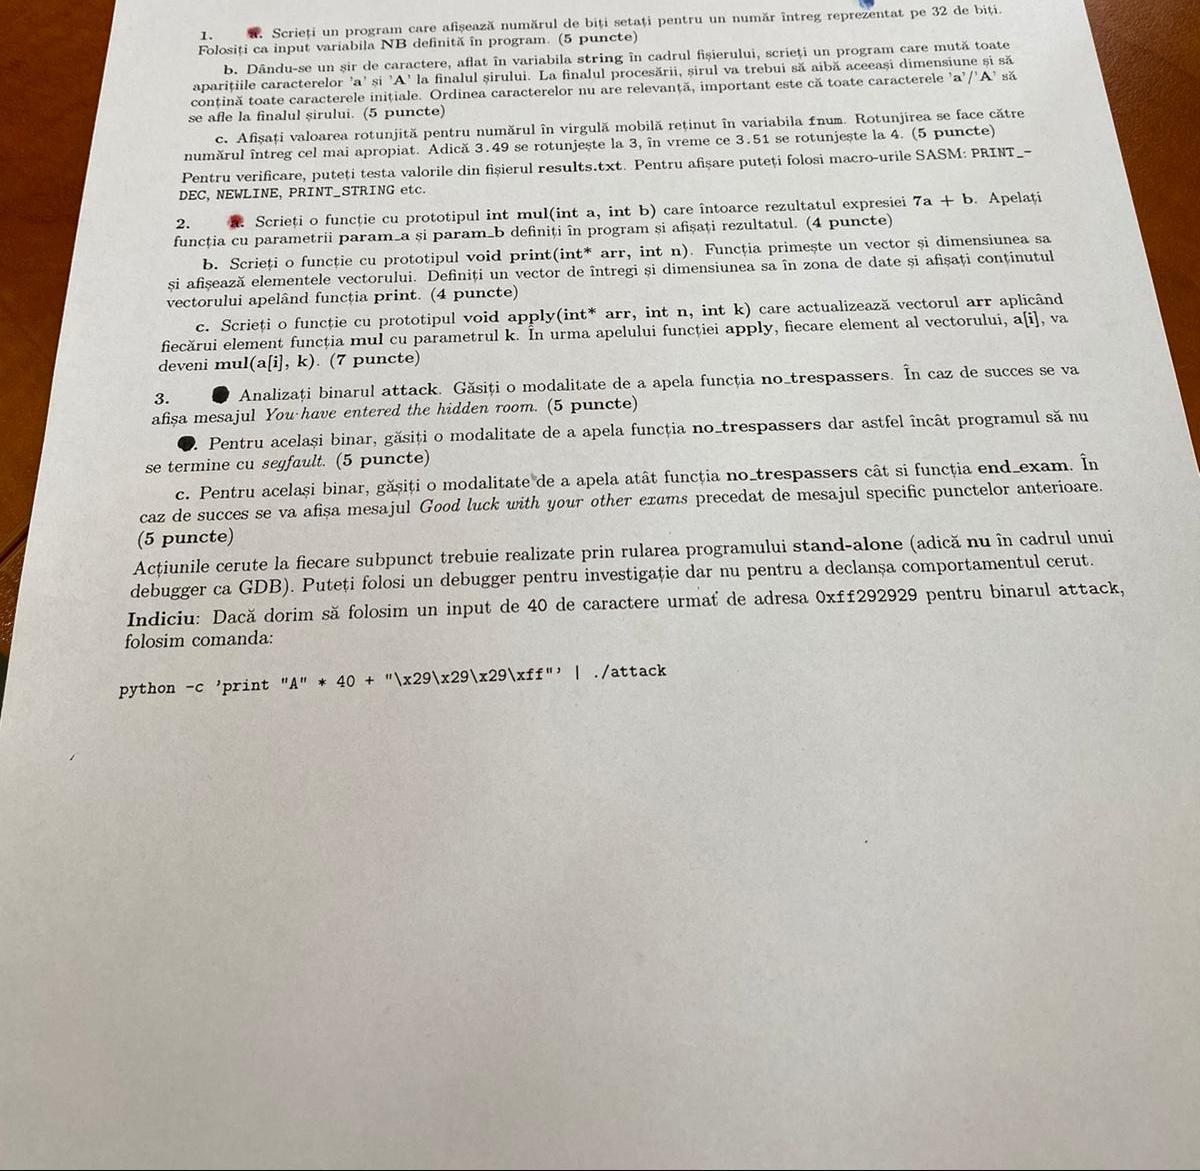 1. a. Scrieți un program care afișează numărul de biți setați pentru un număr întreg reprezentat pe 32 de biți.
Folosiți ca input variabila NB definită în program. (5 puncte)
b. Dându-se un șir de caractere, aflat în variabila string în cadrul fișierului, scrieți un program care mută toate
aparițiile caracterelor 'a' și 'A' la finalul șirului. La finalul procesării, șirul va trebui să aibă aceeași dimensiune și să
conțină toate caracterele inițiale. Ordinea caracterelor nu are relevanță, important este că toate caracterele 'a'/'A' să
se afle la finalul șirului. (5 puncte)
c. Afișați valoarea rotunjită pentru numărul în virgulă mobilă reținut în variabila fnum. Rotunjirea se face către
numărul întreg cel mai apropiat. Adică 3.49 se rotunjește la 3, în vreme ce 3.51 se rotunjește la 4. (5 puncte)
Pentru verificare, puteți testa valorile din fișierul results.txt. Pentru afișare puteți folosi macro-urile SASM: PRINT_-
DEC, NEWLINE, PRINT_STRING etc.
2. a. Scrieți o funcție cu prototipul int mul(int a, int b) care întoarce rezultatul expresiei 7a + b. Apelați
funcția cu parametrii param_a și param_b definiți în program și afișați rezultatul. (4 puncte)
b. Scrieți o funcție cu prototipul void print(int* arr, int n). Funcția primește un vector și dimensiunea sa
și afișează elementele vectorului. Definiți un vector de întregi și dimensiunea sa în zona de date și afișați conținutul
vectorului apelând funcția print. (4 puncte)
c. Scrieți o funcție cu prototipul void apply(int* arr, int n, int k) care actualizează vectorul arr aplicând
fiecărui element funcția mul cu parametrul k. În urma apelului funcției apply, fiecare element al vectorului, a[i], va
deveni mul(a[i], k). (7 puncte)
3. Analizați binarul attack. Găsiți o modalitate de a apela funcția no_trespassers. În caz de succes se va
afișa mesajul You have entered the hidden room. (5 puncte)
. Pentru același binar, găsiți o modalitate de a apela funcția no_trespassers dar astfel încât programul să nu
se termine cu segfault. (5 puncte)
c. Pentru același binar, găsiți o modalitate de a apela atât funcția no_trespassers cât si funcția end_exam. În
caz de succes se va afișa mesajul Good luck with your other exams precedat de mesajul specific punctelor anterioare.
(5 puncte)
Acțiunile cerute la fiecare subpunct trebuie realizate prin rularea programului stand-alone (adică nu în cadrul unui
debugger ca GDB). Puteți folosi un debugger pentru investigație dar nu pentru a declanșa comportamentul cerut.
Indiciu: Dacă dorim să folosim un input de 40 de caractere urmat de adresa 0xff292929 pentru binarul attack,
folosim comanda:
python -c 'print "A" * 40 + "\x29\x29\x29\xff"' | ./attack